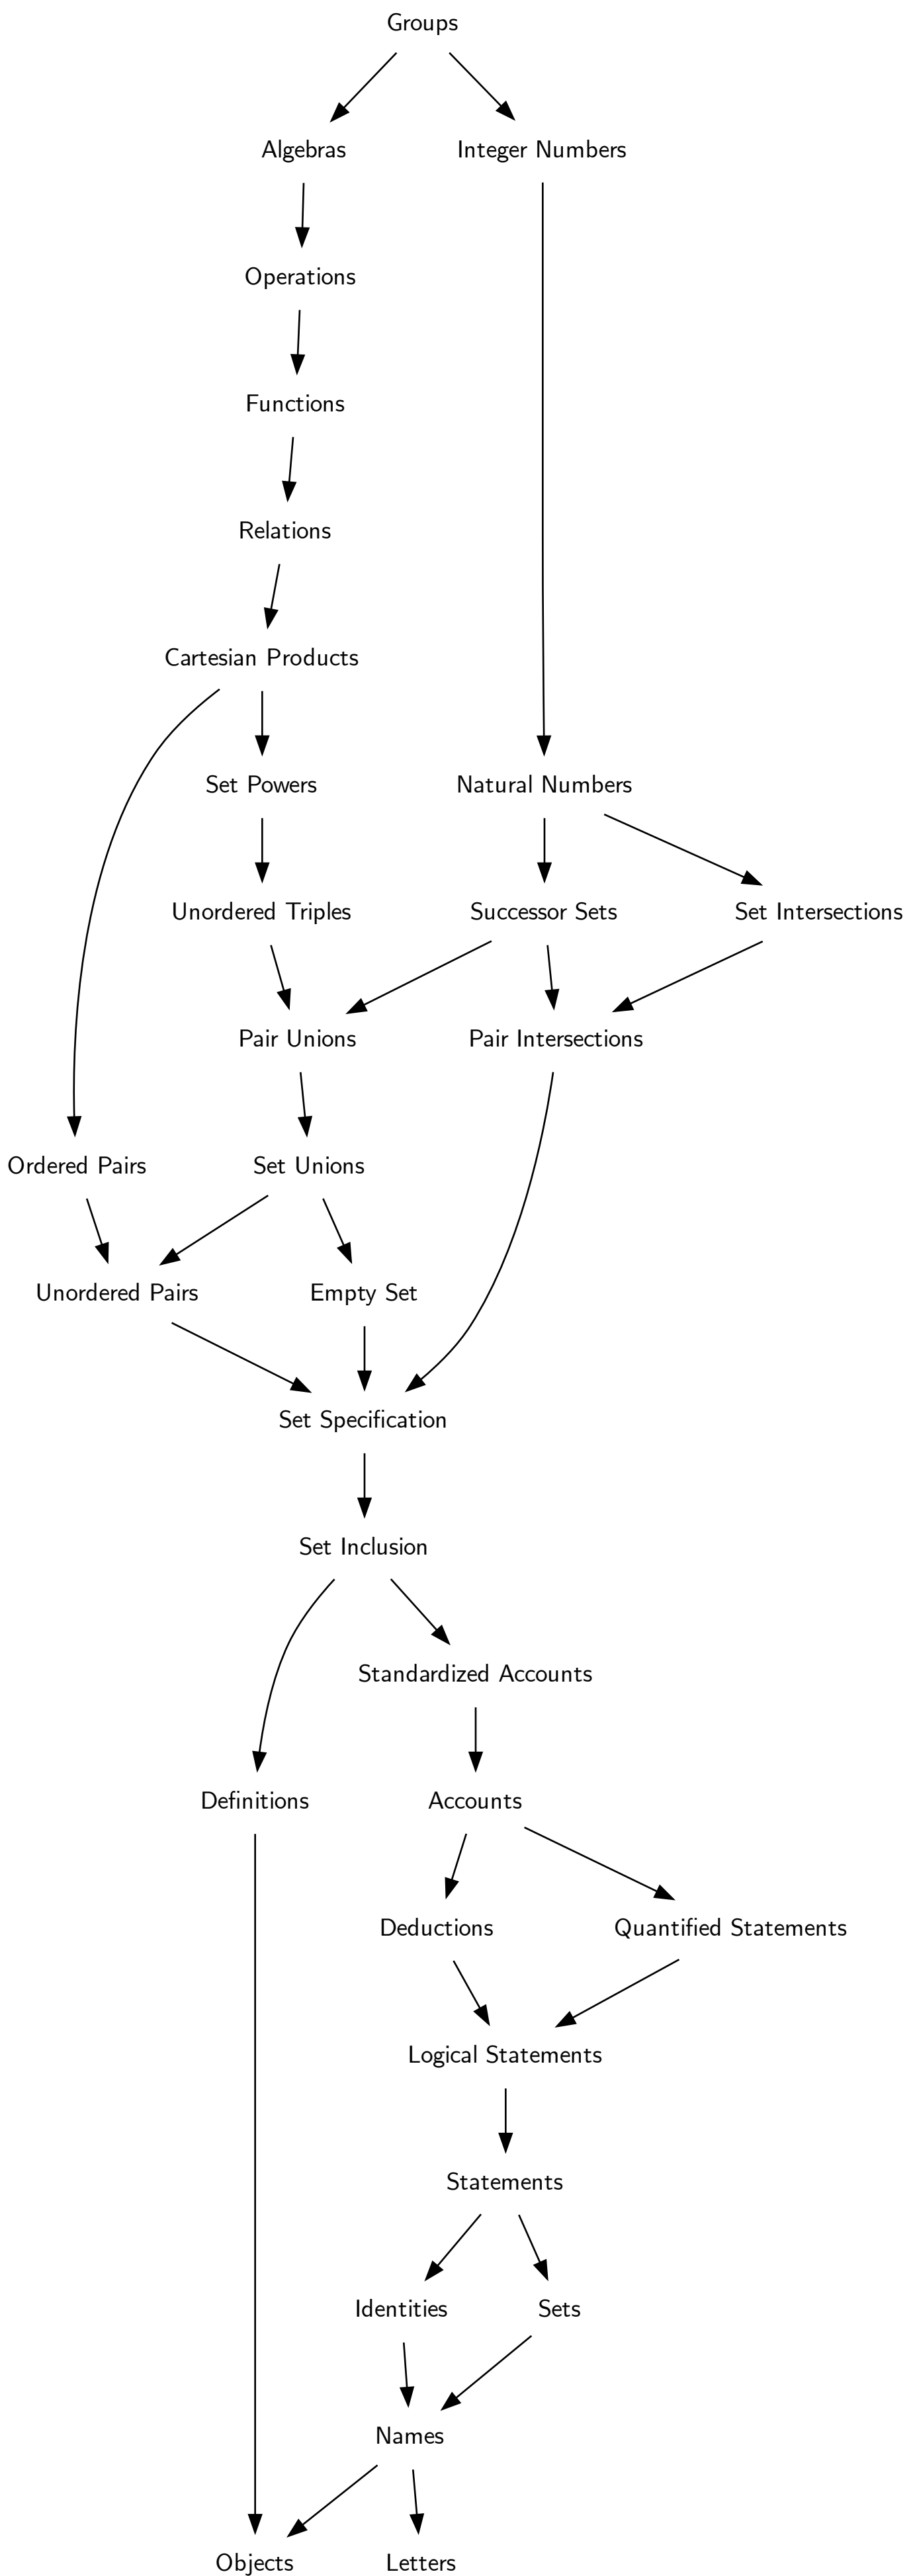 Groups
Algebras
Integer Numbers
Operations
Functions
Relations
Cartesian Products
Set Powers
Natural Numbers
Unordered Triples
Successor Sets
Set Intersections
Pair Unions
Pair Intersections
Ordered Pairs
Set Unions
Unordered Pairs
Empty Set
Set Specification
Set Inclusion
Standardized Accounts
Definitions
Accounts
Deductions
Quantified Statements
Logical Statements
Statements
Identities
Sets
Names
Objects
Letters